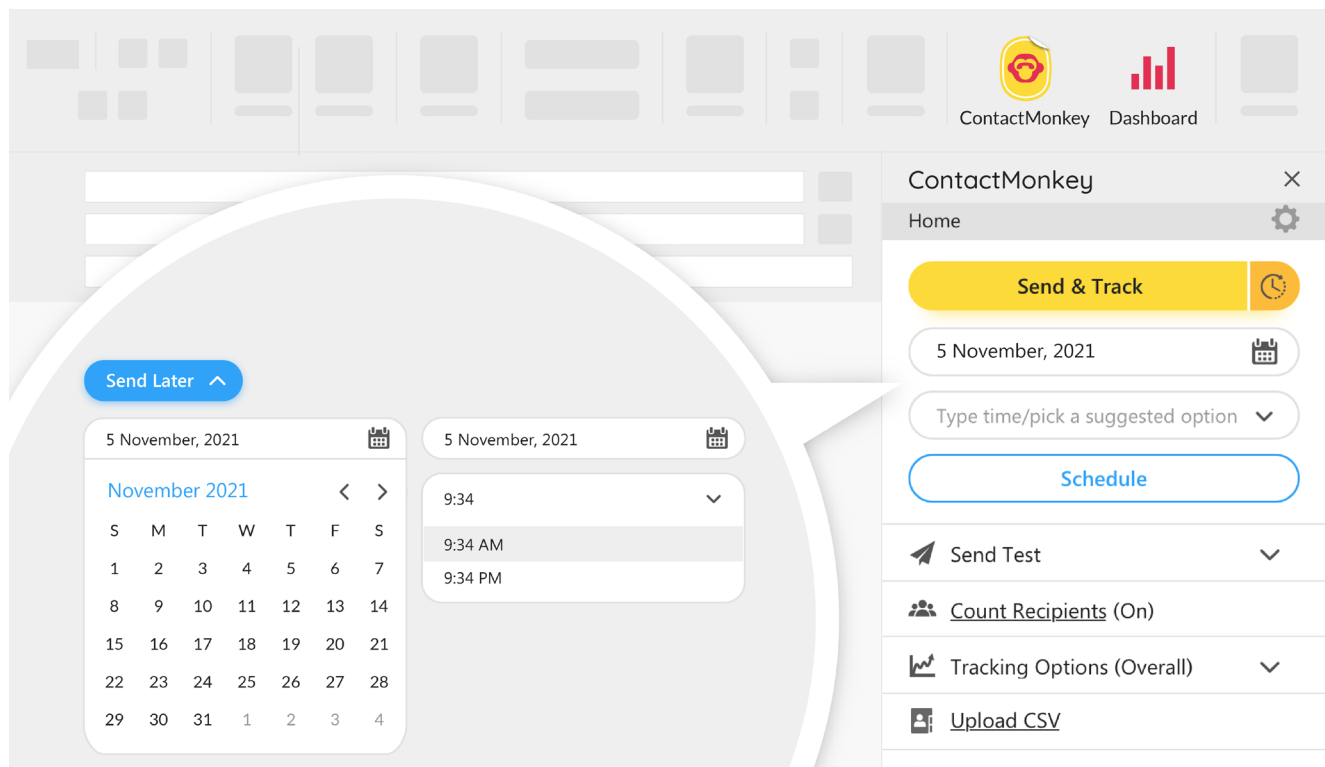 ContactMonkey Dashboard
ContactMonkey
Home
Send & Track
5 November, 2021
Type time/pick a suggested option
Schedule
Send Test
Count Recipients (On)
Tracking Options (Overall)
Upload CSV
Send Later
5 November, 2021
November 2021
S M T W T F S
1 2 3 4 5 6 7
8 9 10 11 12 13 14
15 16 17 18 19 20 21
22 23 24 25 26 27 28
29 30 31 1 2 3 4
5 November, 2021
9:34
9:34 AM
9:34 PM